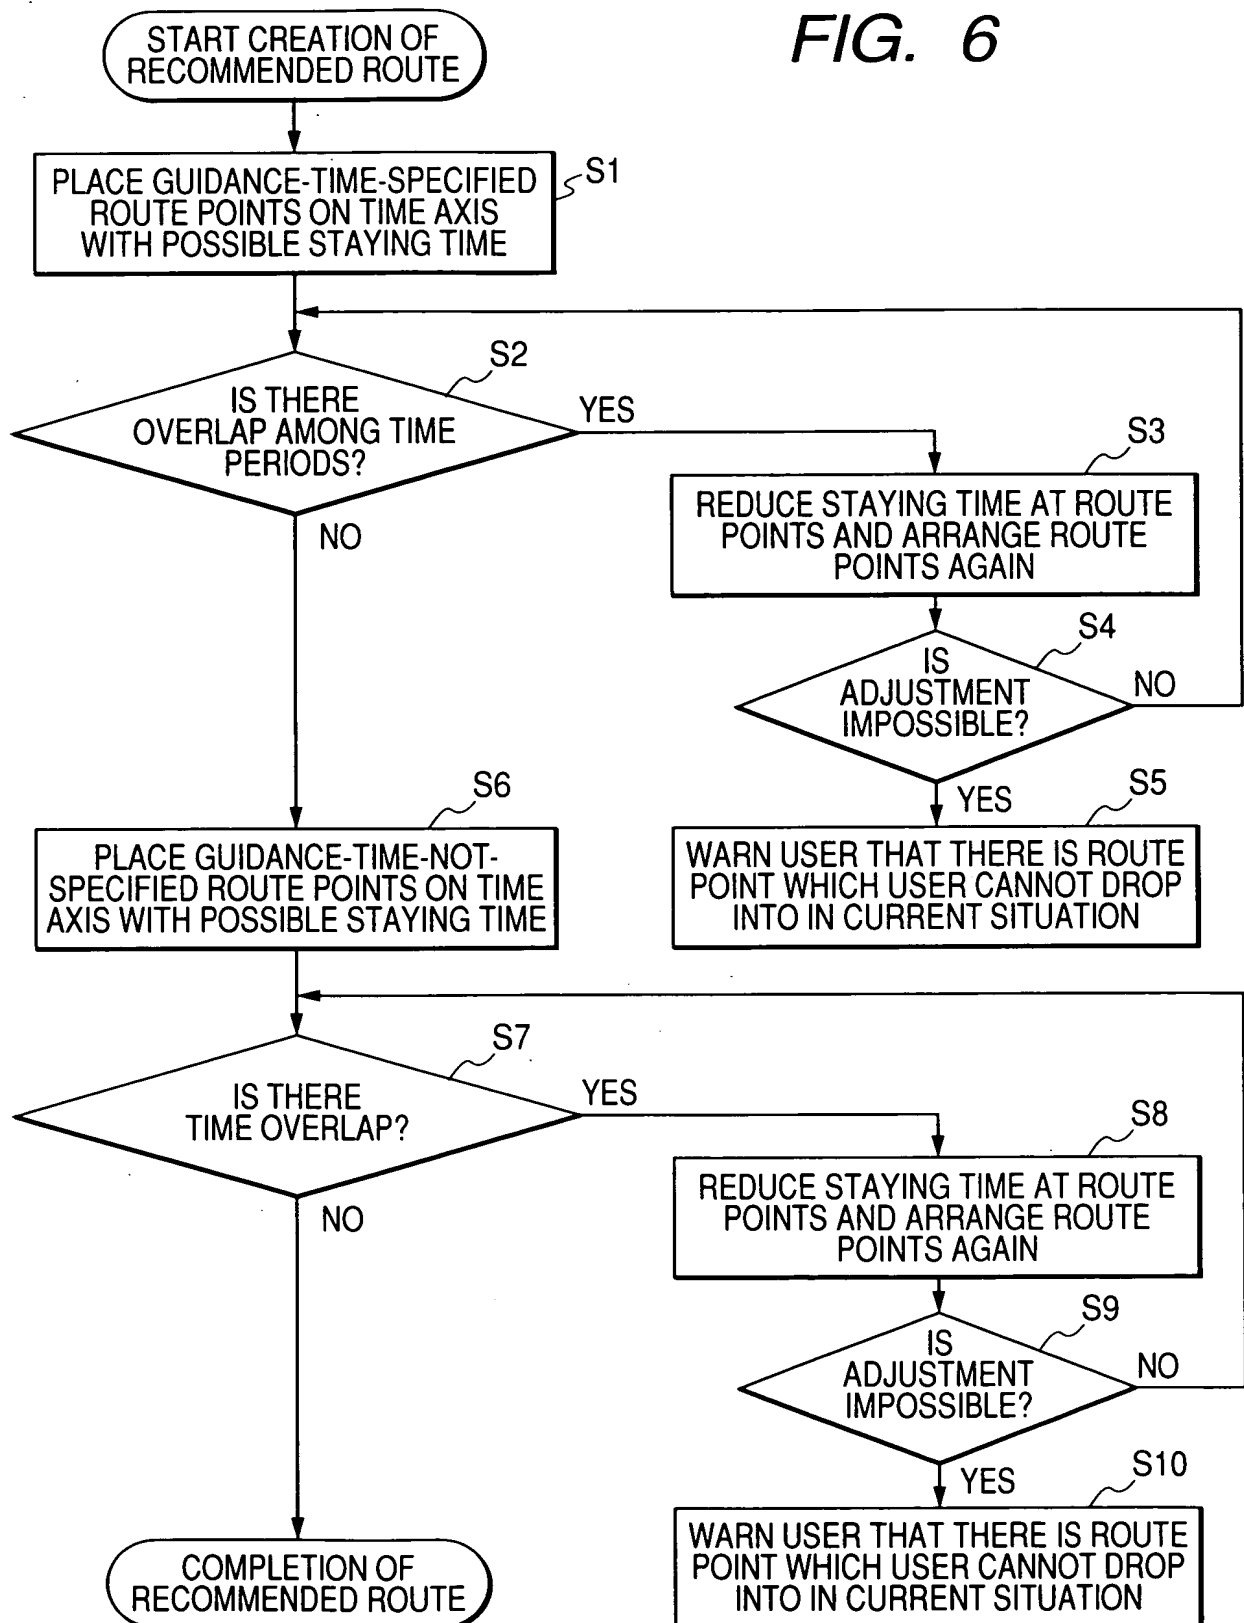 FIG. 6
START CREATION OF
RECOMMENDED ROUTE
S1
PLACE GUIDANCE-TIME-SPECIFIED
ROUTE POINTS ON TIME AXIS
WITH POSSIBLE STAYING TIME
S2
IS THERE
OVERLAP AMONG TIME
PERIODS?
YES
NO
S3
REDUCE STAYING TIME AT ROUTE
POINTS AND ARRANGE ROUTE
POINTS AGAIN
S4
IS
ADJUSTMENT
IMPOSSIBLE?
NO
YES
S5
WARN USER THAT THERE IS ROUTE
POINT WHICH USER CANNOT DROP
INTO IN CURRENT SITUATION
S6
PLACE GUIDANCE-TIME-NOT-
SPECIFIED ROUTE POINTS ON TIME
AXIS WITH POSSIBLE STAYING TIME
S7
IS THERE
TIME OVERLAP?
YES
NO
S8
REDUCE STAYING TIME AT ROUTE
POINTS AND ARRANGE ROUTE
POINTS AGAIN
S9
IS
ADJUSTMENT
IMPOSSIBLE?
NO
YES
S10
WARN USER THAT THERE IS ROUTE
POINT WHICH USER CANNOT DROP
INTO IN CURRENT SITUATION
COMPLETION OF
RECOMMENDED ROUTE